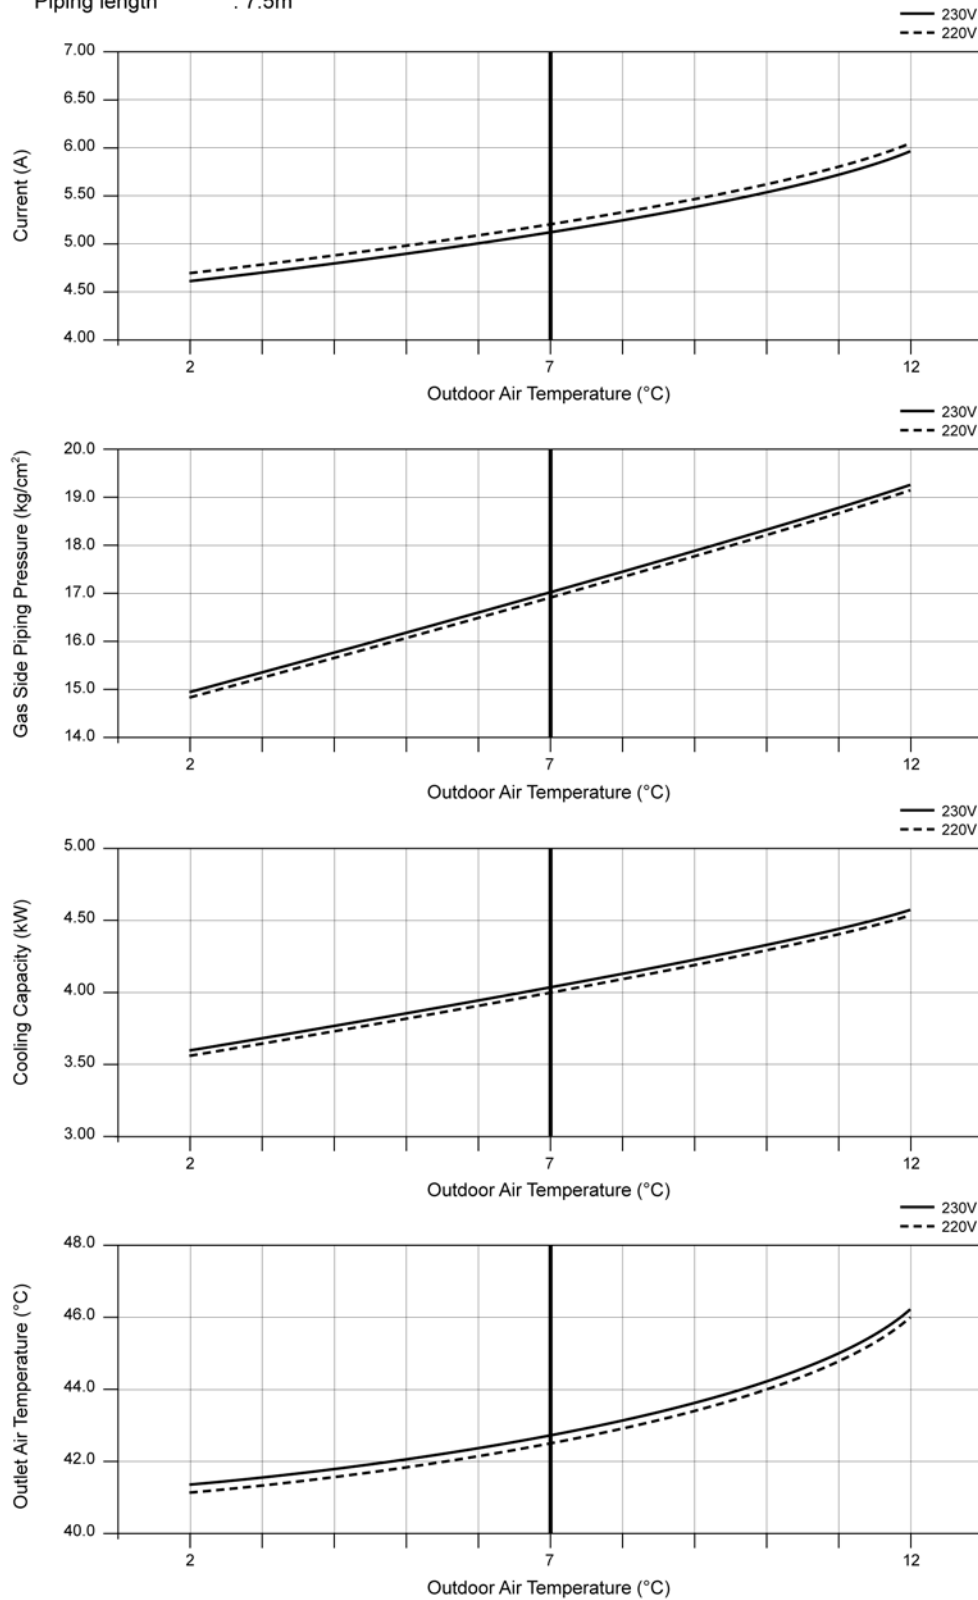 Piping length : 7.5m
230V
220V
7.00
6.50
6.00
5.50
5.00
4.50
4.00
Current (A)
2 7 12
Outdoor Air Temperature (°C)
230V
220V
20.0
19.0
18.0
17.0
16.0
15.0
14.0
Gas Side Piping Pressure (kg/cm²)
2 7 12
Outdoor Air Temperature (°C)
230V
220V
5.00
4.50
4.00
3.50
3.00
Cooling Capacity (kW)
2 7 12
Outdoor Air Temperature (°C)
230V
220V
48.0
46.0
44.0
42.0
40.0
Outlet Air Temperature (°C)
2 7 12
Outdoor Air Temperature (°C)